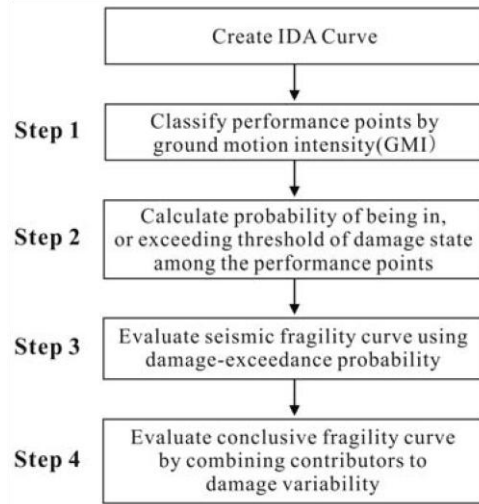 Create IDA Curve
Step 1
Classify performance points by
ground motion intensity(GMI)
Step 2
Calculate probability of being in,
or exceeding threshold of damage state
among the performance points
Step 3
Evaluate seismic fragility curve using
damage-exceedance probability
Step 4
Evaluate conclusive fragility curve
by combining contributors to
damage variability